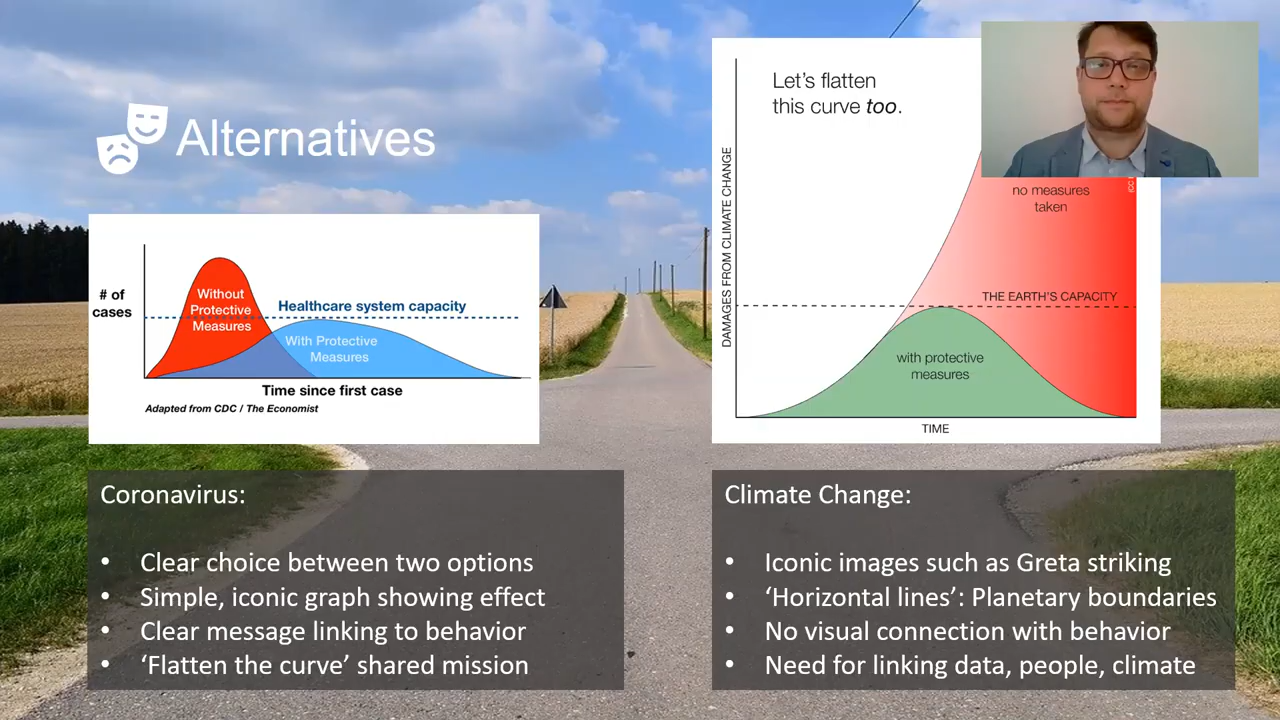 Alternatives
# of
cases
Without
Protective
Measures
Healthcare system capacity
With Protective
Measures
Time since first case
Adapted from CDC / The Economist
Let's flatten
this curve too.
DAMAGES FROM CLIMATE CHANGE
no measures
taken
THE EARTH'S CAPACITY
with protective
measures
TIME
Coronavirus:
• Clear choice between two options
• Simple, iconic graph showing effect
• Clear message linking to behavior
• ‘Flatten the curve’ shared mission
Climate Change:
• Iconic images such as Greta striking
• ‘Horizontal lines’: Planetary boundaries
• No visual connection with behavior
• Need for linking data, people, climate